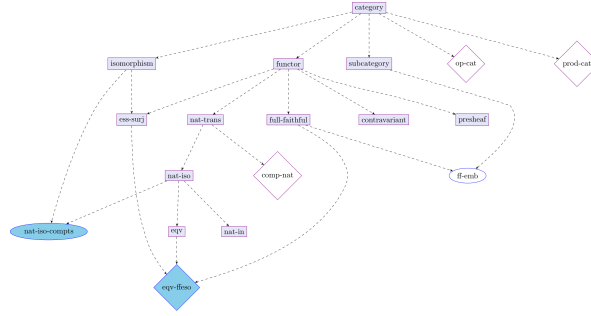 category
isomorphism
functor
subcategory
op-cat
prod-cat
ess-surj
nat-trans
full-faithful
contravariant
presheaf
nat-iso
comp-nat
ff-emb
nat-iso-compts
eqv
nat-in
eqv-ffeso